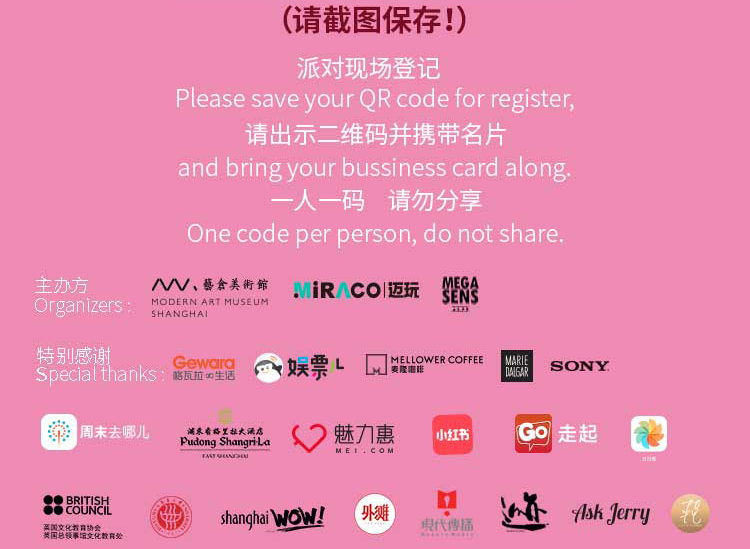 （请截图保存！）
派对现场登记
Please save your QR code for register,
请出示二维码并携带名片
and bring your bussiness card along.
一人一码　请勿分享
One code per person, do not share.
主办方
Organizers :
藝倉美術館
MODERN ART MUSEUM
SHANGHAI
MiRACO|迈玩
MEGA
SENS
特别感谢
Special thanks :
Gewara
格瓦拉@生活
娱票儿
MELLOWER COFFEE
麦隆咖啡
MARIE
DALGAR
SONY
周末去哪儿
浦东香格里拉大酒店
Pudong Shangri-La
EAST SHANGHAI
魅力惠
MEI.COM
小红书
GO 走起
BRITISH
COUNCIL
英国文化教育协会
英国总领事馆文化教育处
shanghai WOW!
外滩
現代傳播
Modern Media
Ask Jerry